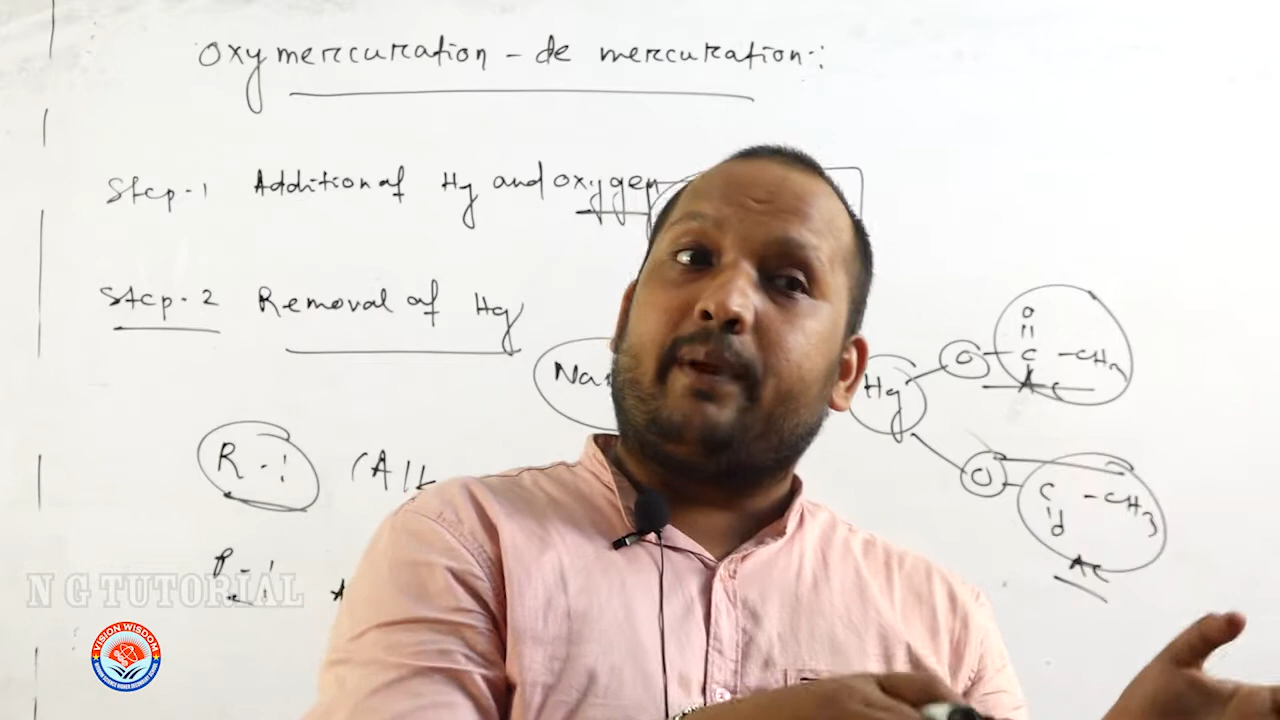 Oxymercuration - de mercuration :
Step-1 Addition of Hg and oxygen
Step-2 Removal of Hg
Na
Hg
O
O
C
CH3
Ac
O
C
CH3
O
Ac
R - :
(Alk
P - :
N G TUTORIAL
VISION WISDOM